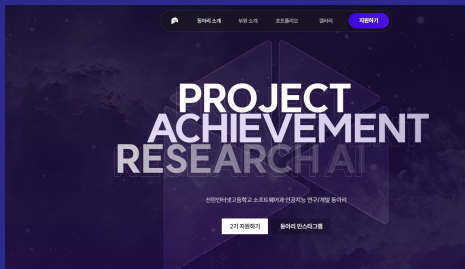 동아리 소개
부원 소개
포트폴리오
갤러리
지원하기
PROJECT
ACHIEVEMENT
RESEARCH AI
선린인터넷고등학교 소프트웨어과 인공지능 연구/개발 동아리
2기 지원하기
동아리 인스타그램